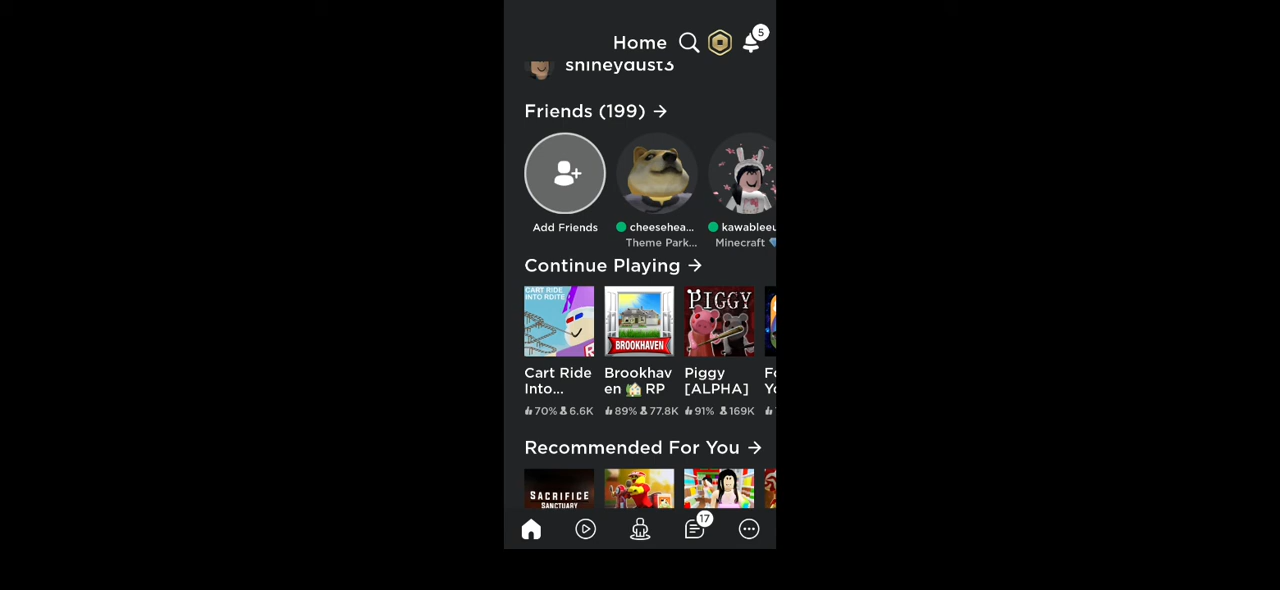 Home
5
shineydust3
Friends (199) →
Add Friends
cheesehea...
kawableeu
Theme Park...
Minecraft 💎
Continue Playing →
CART RIDE
INTO RDITE
PIGGY
BROOKHAVEN
Cart Ride
Into...
Brookhav
en 🏡 RP
Piggy
[ALPHA]
70% 6.6K
89% 77.8K
91% 169K
Recommended For You →
SACRIFICE
SANCTUARY
17